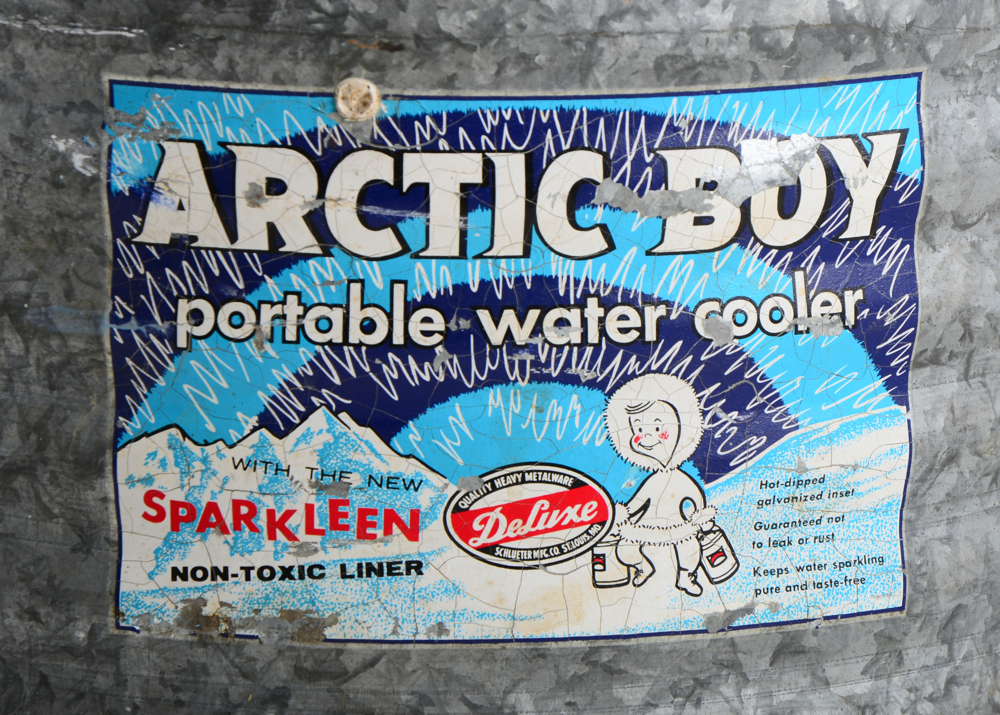 ARCTIC BOY
portable water cooler
WITH THE NEW
SPARKLEEN
NON-TOXIC LINER
QUALITY HEAVY METALWARE
DeLuxe
SCHLUETER MFG. CO. ST. LOUIS, MO.
Hot-dipped
galvanized inset
Guaranteed not
to leak or rust
Keeps water sparkling
pure and taste-free